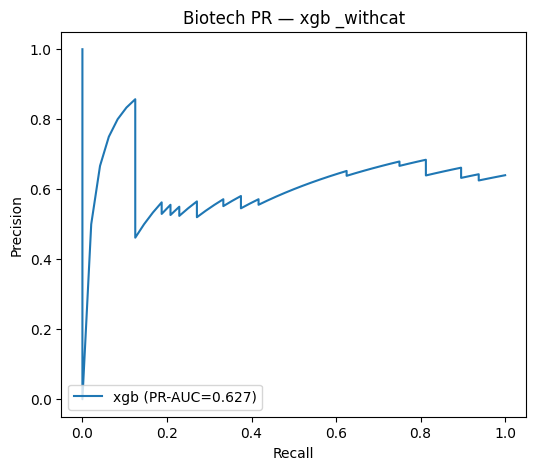 Biotech PR — xgb _withcat
Precision
1.0
0.8
0.6
0.4
0.2
0.0
xgb (PR-AUC=0.627)
0.0 0.2 0.4 0.6 0.8 1.0
Recall